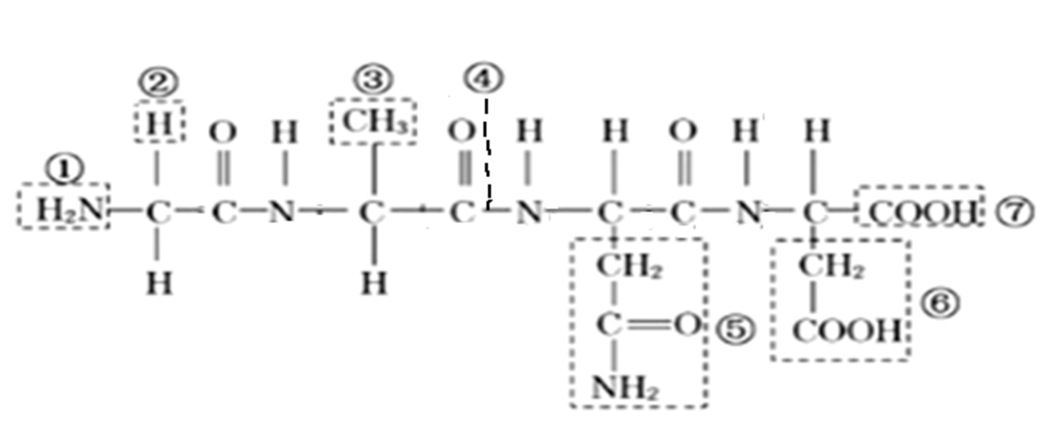 ② ③ ④
H O H CH₃ O H H O H H
①
H₂N—C—C—N—C—C—N—C—C—N—C—COOH ⑦
H H CH₂ CH₂
⑥
C=O ⑤ COOH
NH₂